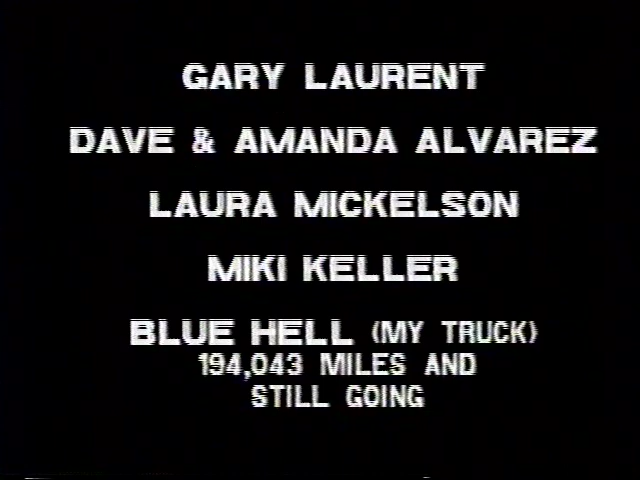 GARY LAURENT
DAVE & AMANDA ALVAREZ
LAURA MICKELSON
MIKI KELLER
BLUE HELL (MY TRUCK)
194,043 MILES AND
STILL GOING